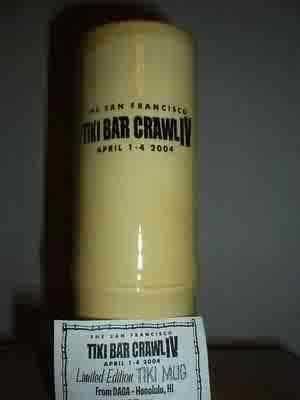 THE SAN FRANCISCO
TIKI BAR CRAWL IV
APRIL 1-4 2004
THE SAN FRANCISCO
TIKI BAR CRAWL IV
APRIL 1-4 2004
Limited-Edition TIKI MUG
From DAGA - Honolulu, HI